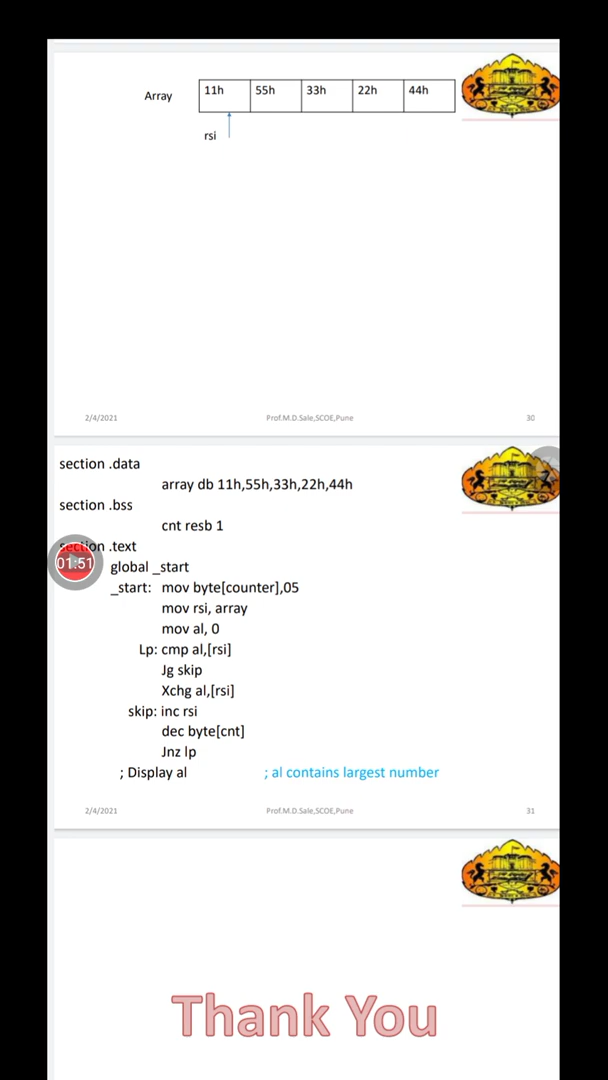 Array 11h 55h 33h 22h 44h
rsi
2/4/2021 Prof.M.D.Sale,SCOE,Pune 30
section .data
array db 11h,55h,33h,22h,44h
section .bss
cnt resb 1
section .text
01:51
global _start
_start: mov byte[counter],05
mov rsi, array
mov al, 0
Lp: cmp al,[rsi]
Jg skip
Xchg al,[rsi]
skip: inc rsi
dec byte[cnt]
Jnz lp
; Display al ; al contains largest number
2/4/2021 Prof.M.D.Sale,SCOE,Pune 31
Thank You